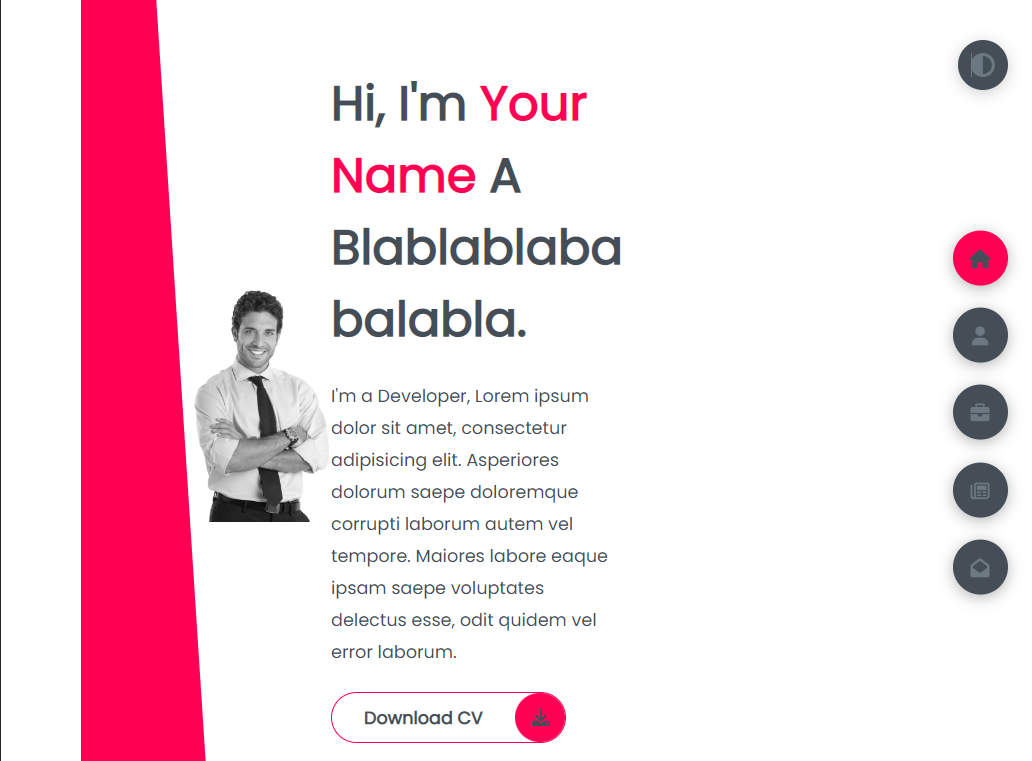 Hi, I'm Your
Name A
Blablablaba
balabla.
I'm a Developer, Lorem ipsum
dolor sit amet, consectetur
adipisicing elit. Asperiores
dolorum saepe doloremque
corrupti laborum autem vel
tempore. Maiores labore eaque
ipsam saepe voluptates
delectus esse, odit quidem vel
error laborum.
Download CV